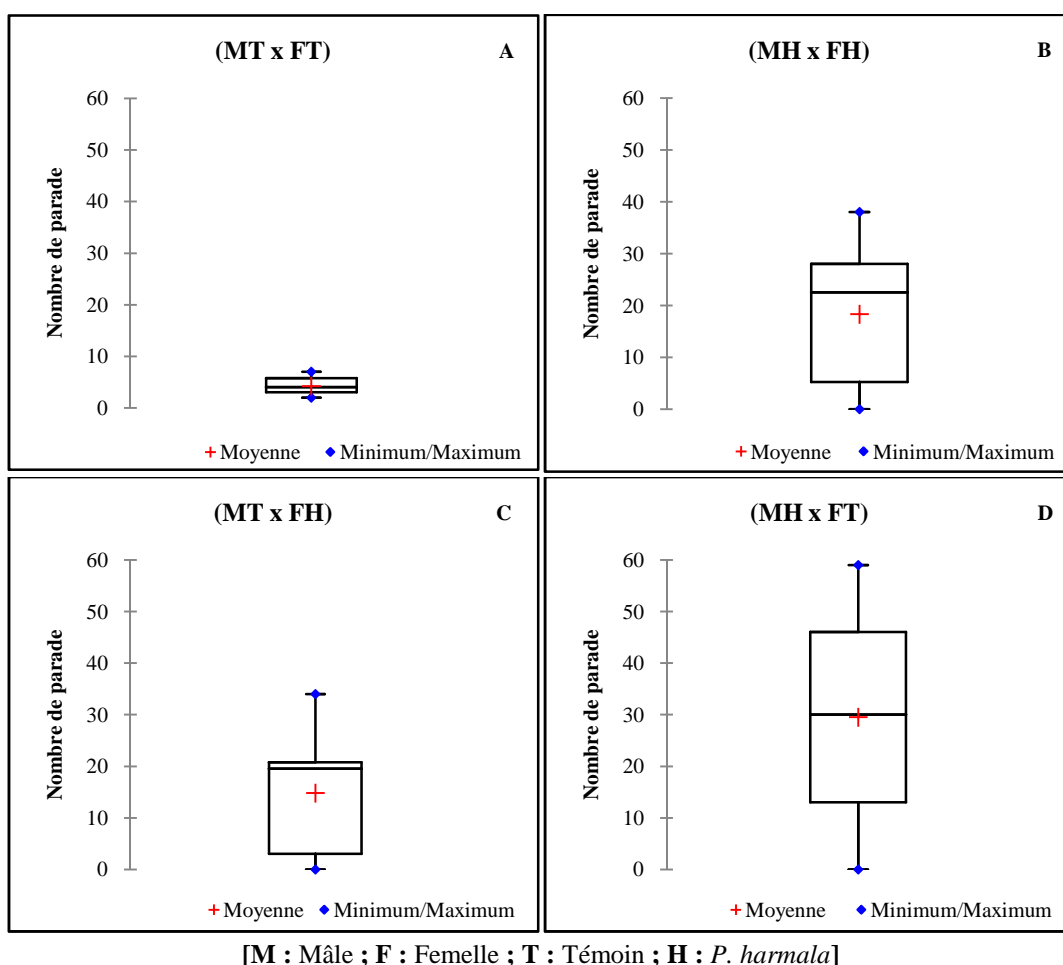 (MT x FT) A
60
50
40
30
20
10
0
Nombre de parade
+ Moyenne ◆ Minimum/Maximum
(MH x FH) B
60
50
40
30
20
10
0
Nombre de parade
+ Moyenne ◆ Minimum/Maximum
(MT x FH) C
60
50
40
30
20
10
0
Nombre de parade
+ Moyenne ◆ Minimum/Maximum
(MH x FT) D
60
50
40
30
20
10
0
Nombre de parade
+ Moyenne ◆ Minimum/Maximum
[M : Mâle ; F : Femelle ; T : Témoin ; H : P. harmala]